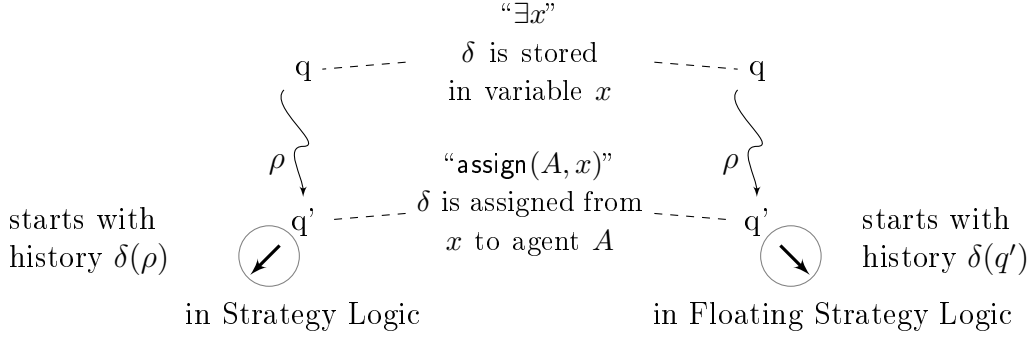 “∃x”
q
δ is stored
q
in variable x
ρ
“assign(A, x)”
ρ
starts with
q'
δ is assigned from
q'
starts with
history δ(ρ)
x to agent A
history δ(q′)
in Strategy Logic
in Floating Strategy Logic